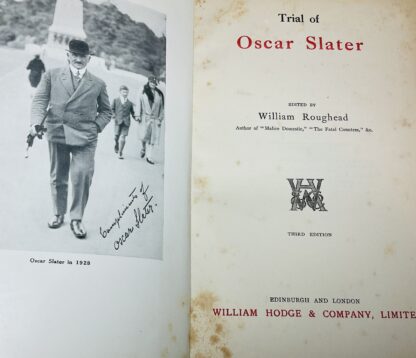 Compliments of
Oscar Slater.
Oscar Slater in 1928
Trial of
Oscar Slater
EDITED BY
William Roughead
Author of "Malice Domestic," "The Fatal Countess," &c.
THIRD EDITION
EDINBURGH AND LONDON
WILLIAM HODGE & COMPANY, LIMITE